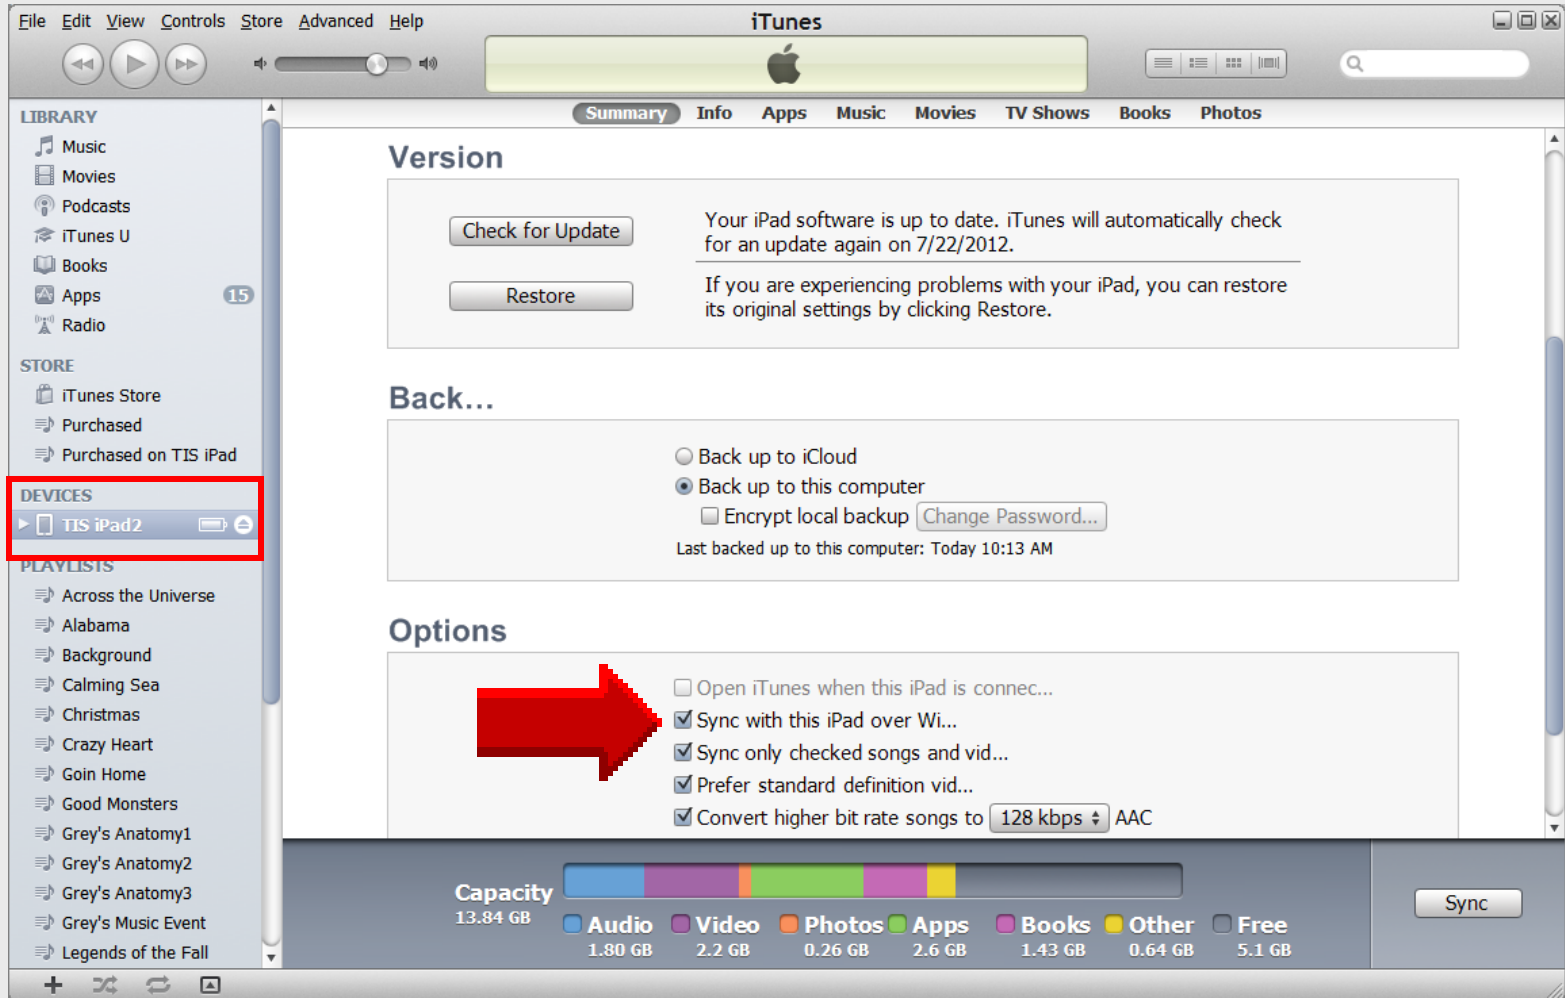 File Edit View Controls Store Advanced Help
iTunes
LIBRARY
Music
Movies
Podcasts
iTunes U
Books
Apps 15
Radio
STORE
iTunes Store
Purchased
Purchased on TIS iPad
DEVICES
TIS iPad2
PLAYLISTS
Across the Universe
Alabama
Background
Calming Sea
Christmas
Crazy Heart
Goin Home
Good Monsters
Grey's Anatomy1
Grey's Anatomy2
Grey's Anatomy3
Grey's Music Event
Legends of the Fall
Summary Info Apps Music Movies TV Shows Books Photos
Version
Check for Update
Your iPad software is up to date. iTunes will automatically check
for an update again on 7/22/2012.
Restore
If you are experiencing problems with your iPad, you can restore
its original settings by clicking Restore.
Back...
Back up to iCloud
Back up to this computer
Encrypt local backup Change Password...
Last backed up to this computer: Today 10:13 AM
Options
Open iTunes when this iPad is connec...
Sync with this iPad over Wi...
Sync only checked songs and vid...
Prefer standard definition vid...
Convert higher bit rate songs to 128 kbps AAC
Capacity
13.84 GB
Audio Video Photos Apps Books Other Free
1.80 GB 2.2 GB 0.26 GB 2.6 GB 1.43 GB 0.64 GB 5.1 GB
Sync